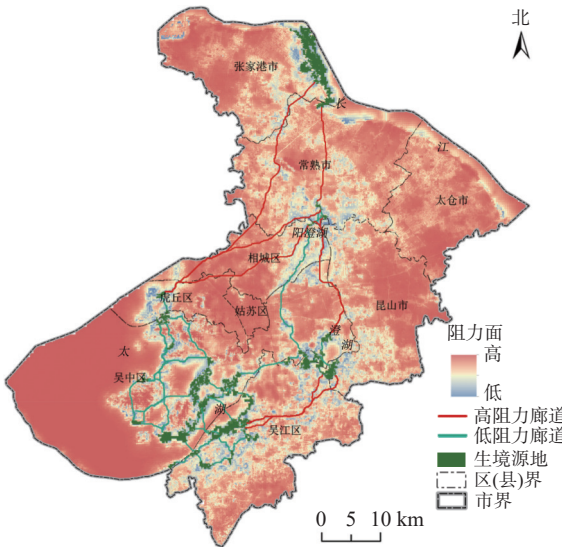 北
张家港市
长
江
常熟市
太仓市
阳澄湖
相城区
虎丘区
姑苏区
昆山市
太
吴中区
澄
湖
湖
吴江区
阻力面
高
低
高阻力廊道
低阻力廊道
生境源地
区(县)界
市界
0 5 10 km